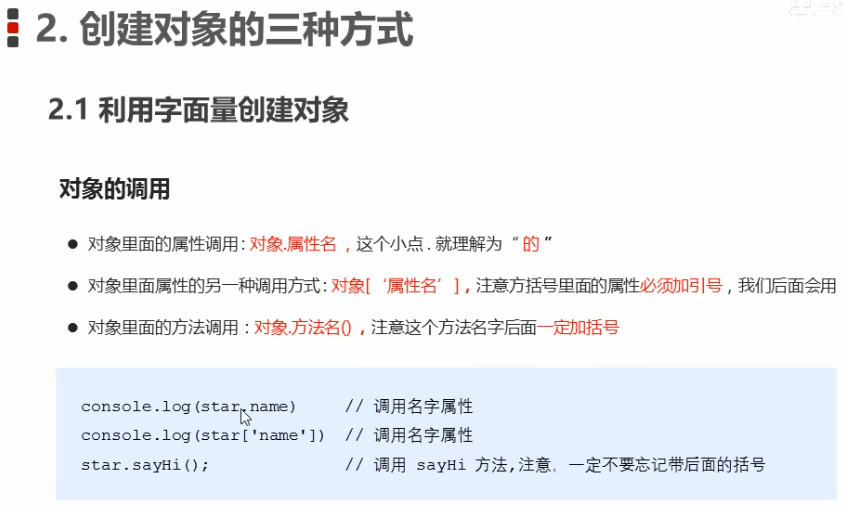 2. 创建对象的三种方式
2.1 利用字面量创建对象
对象的调用
● 对象里面的属性调用 : 对象.属性名 ，这个小点 . 就理解为“ 的 ”
● 对象里面属性的另一种调用方式 : 对象[‘属性名’]，注意方括号里面的属性必须加引号，我们后面会用
● 对象里面的方法调用：对象.方法名() ，注意这个方法名字后面一定加括号
console.log(star.name) // 调用名字属性
console.log(star['name']) // 调用名字属性
star.sayHi(); // 调用 sayHi 方法,注意，一定不要忘记带后面的括号